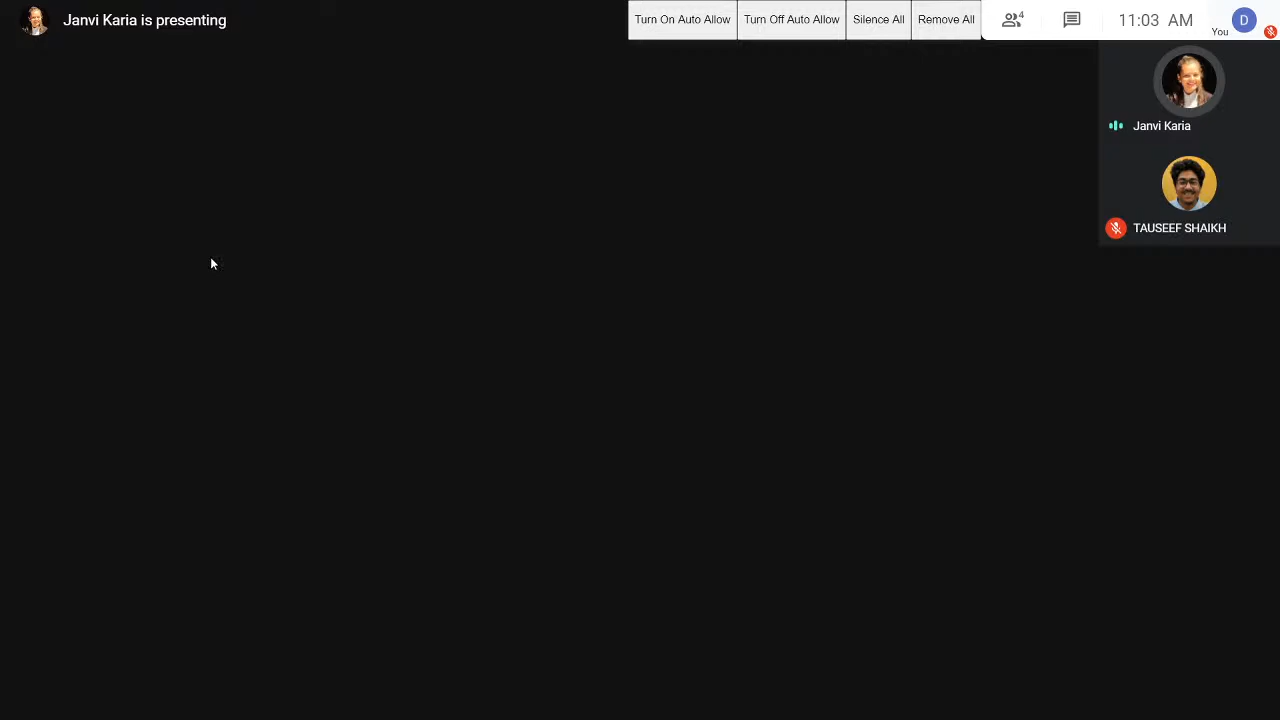 Janvi Karia is presenting
Turn On Auto Allow
Turn Off Auto Allow
Silence All
Remove All
4
11:03 AM
You
D
Janvi Karia
TAUSEEF SHAIKH